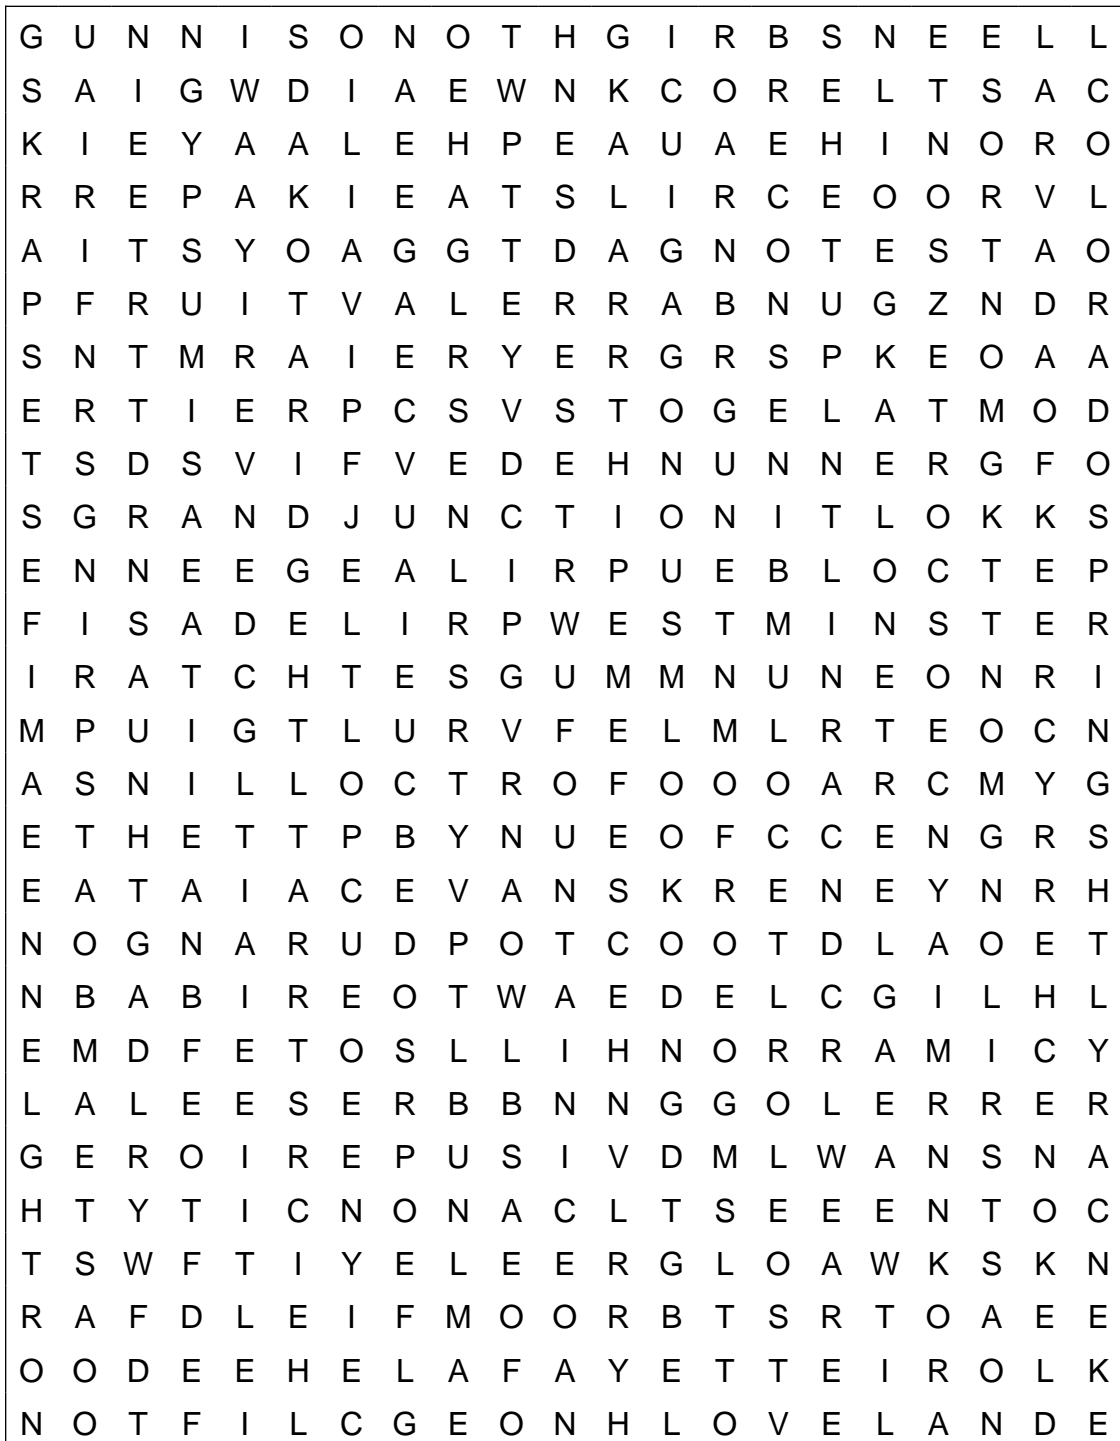 G U N N I S O N O T H G I R B S N E E L L
S A I G W D I A E W N K C O R E L T S A C
K I E Y A A L E H P E A U A E H I N O R O
R R E P A K I E A T S L I R C E O O R V L
A I T S Y O A G G T D A G N O T E S T A O
P F R U I T V A L E R R A B N U G Z N D R
S N T M R A I E R Y E R G R S P K E O A A
E R T I E R P C S V S T O G E L A T M O D
T S D S V I F V E D E H N U N N E R G F O
S G R A N D J U N C T I O N I T L O K K S
E N N E E G E A L I R P U E B L O C T E P
F I S A D E L I R P W E S T M I N S T E R
I R A T C H T E S G U M M N U N E O N R I
M P U I G T L U R V F E L M L R T E O C N
A S N I L L O C T R O F O O O A R C M Y G
E T H E T T P B Y N U E O F C C E N G R S
E A T A I A C E V A N S K R E N E Y N R H
N O G N A R U D P O T C O O T D L A O E T
N B A B I R E O T W A E D E L C G I L H L
E M D F E T O S L L I H N O R R A M I C Y
L A L E E S E R B B N N G G O L E R R E R
G E R O I R E P U S I V D M L W A N S N A
H T Y T I C N O N A C L T S E E E N T O C
T S W F T I Y E L E E R G L O A W K S K N
R A F D L E I F M O O R B T S R T O A E E
O O D E E H E L A F A Y E T T E I R O L K
N O T F I L C G E O N H L O V E L A N D E